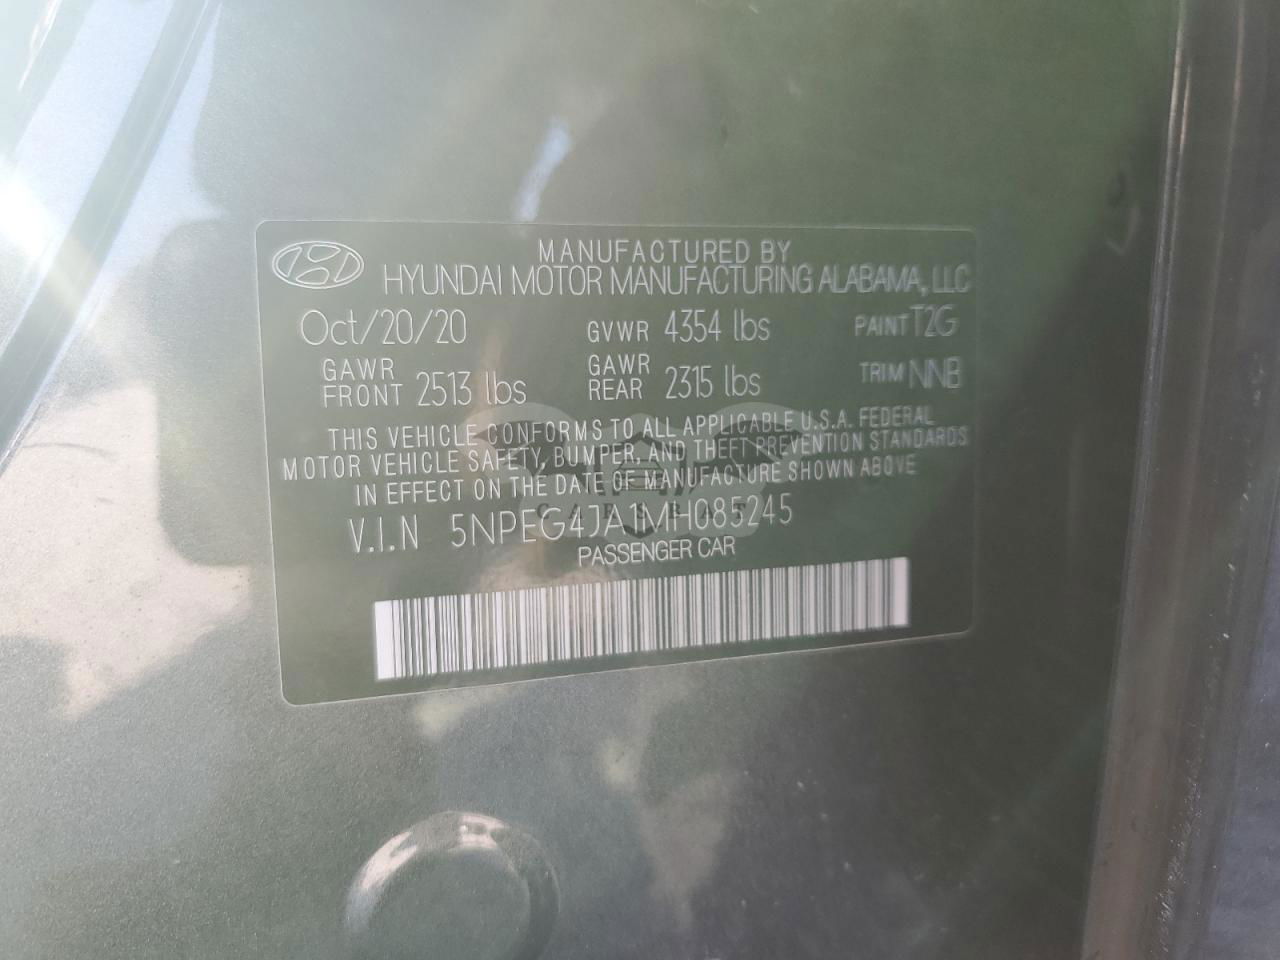 MANUFACTURED BY
HYUNDAI MOTOR MANUFACTURING ALABAMA, LLC
Oct/20/20 GVWR 4354 lbs PAINT T2G
GAWR FRONT 2513 lbs GAWR REAR 2315 lbs TRIM NNB
THIS VEHICLE CONFORMS TO ALL APPLICABLE U.S.A. FEDERAL
MOTOR VEHICLE SAFETY, BUMPER, AND THEFT PREVENTION STANDARDS
IN EFFECT ON THE DATE OF MANUFACTURE SHOWN ABOVE
CARSBAT
V.I.N 5NPEG4JA1MH085245
PASSENGER CAR